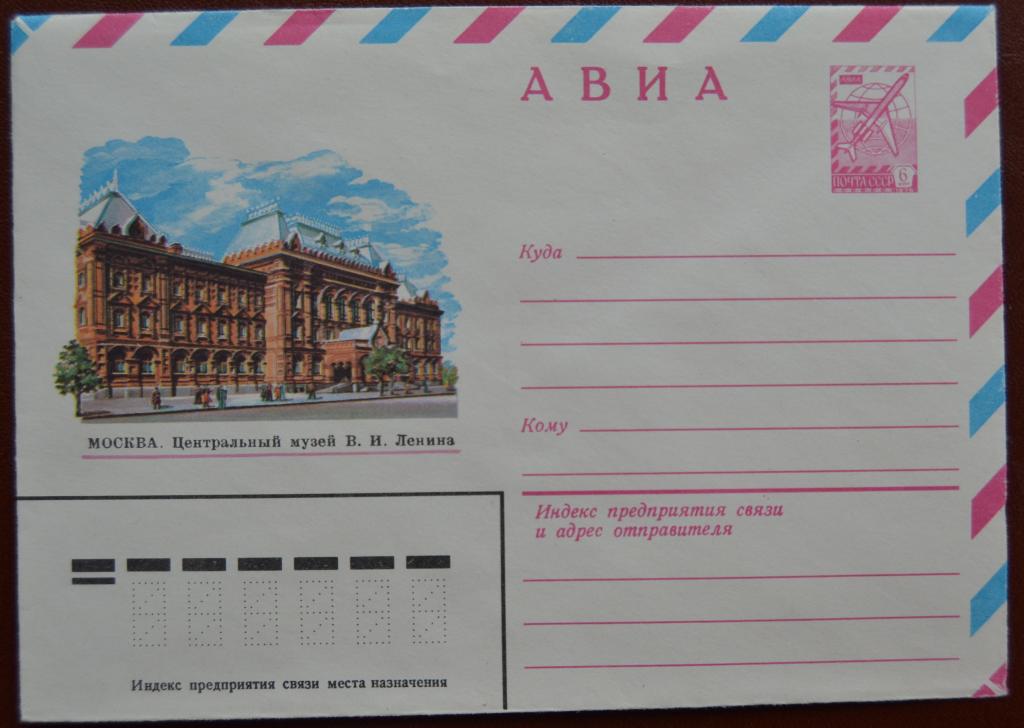 АВИА
АВИА
ПОЧТА СССР 6
МОСКВА. Центральный музей В. И. Ленина
Куда
Кому
Индекс предприятия связи
и адрес отправителя
Индекс предприятия связи места назначения